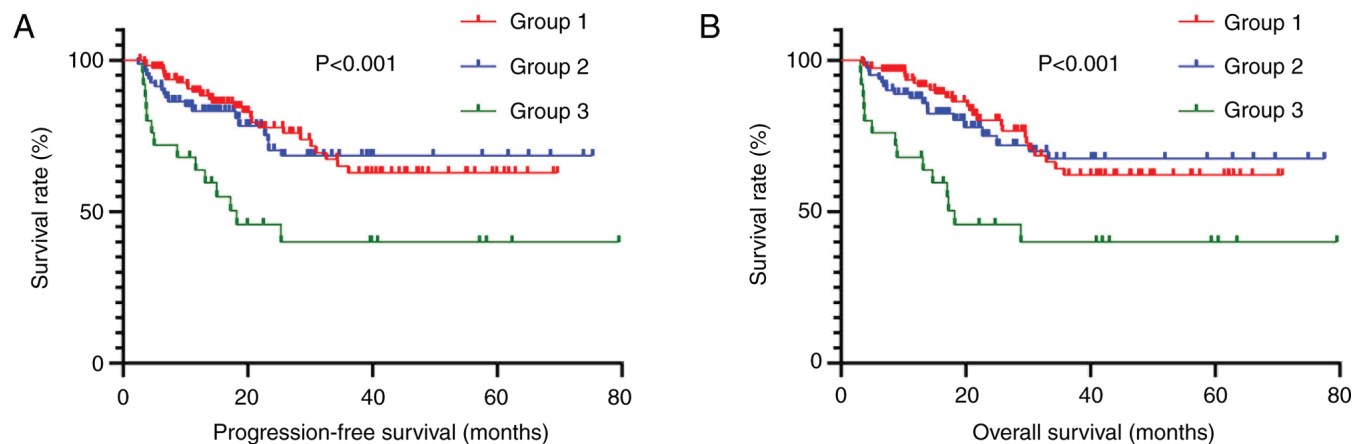 A
Group 1
Group 2
Group 3
P<0.001
100
50
0
Survival rate (%)
0 20 40 60 80
Progression-free survival (months)
B
Group 1
Group 2
Group 3
P<0.001
100
50
0
Survival rate (%)
0 20 40 60 80
Overall survival (months)